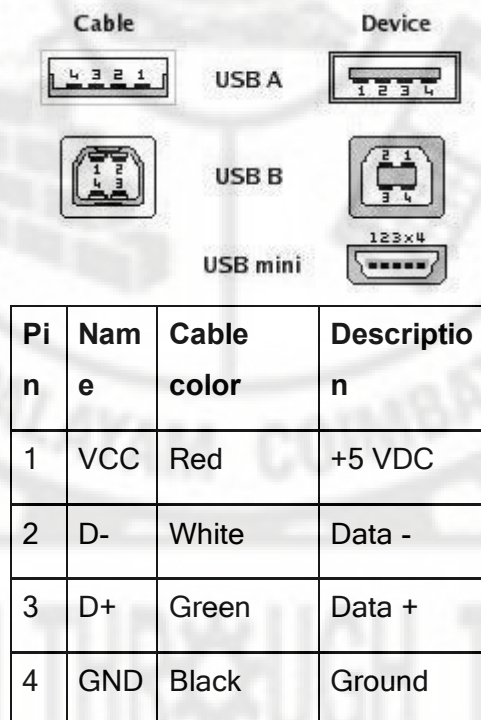 Cable Device
4 3 2 1 USB A 1 2 3 4
1 2 USB B 2 1
4 3 3 4
123x4
USB mini
Pi Nam Cable Descriptio
n e color n
1 VCC Red +5 VDC
2 D- White Data -
3 D+ Green Data +
4 GND Black Ground